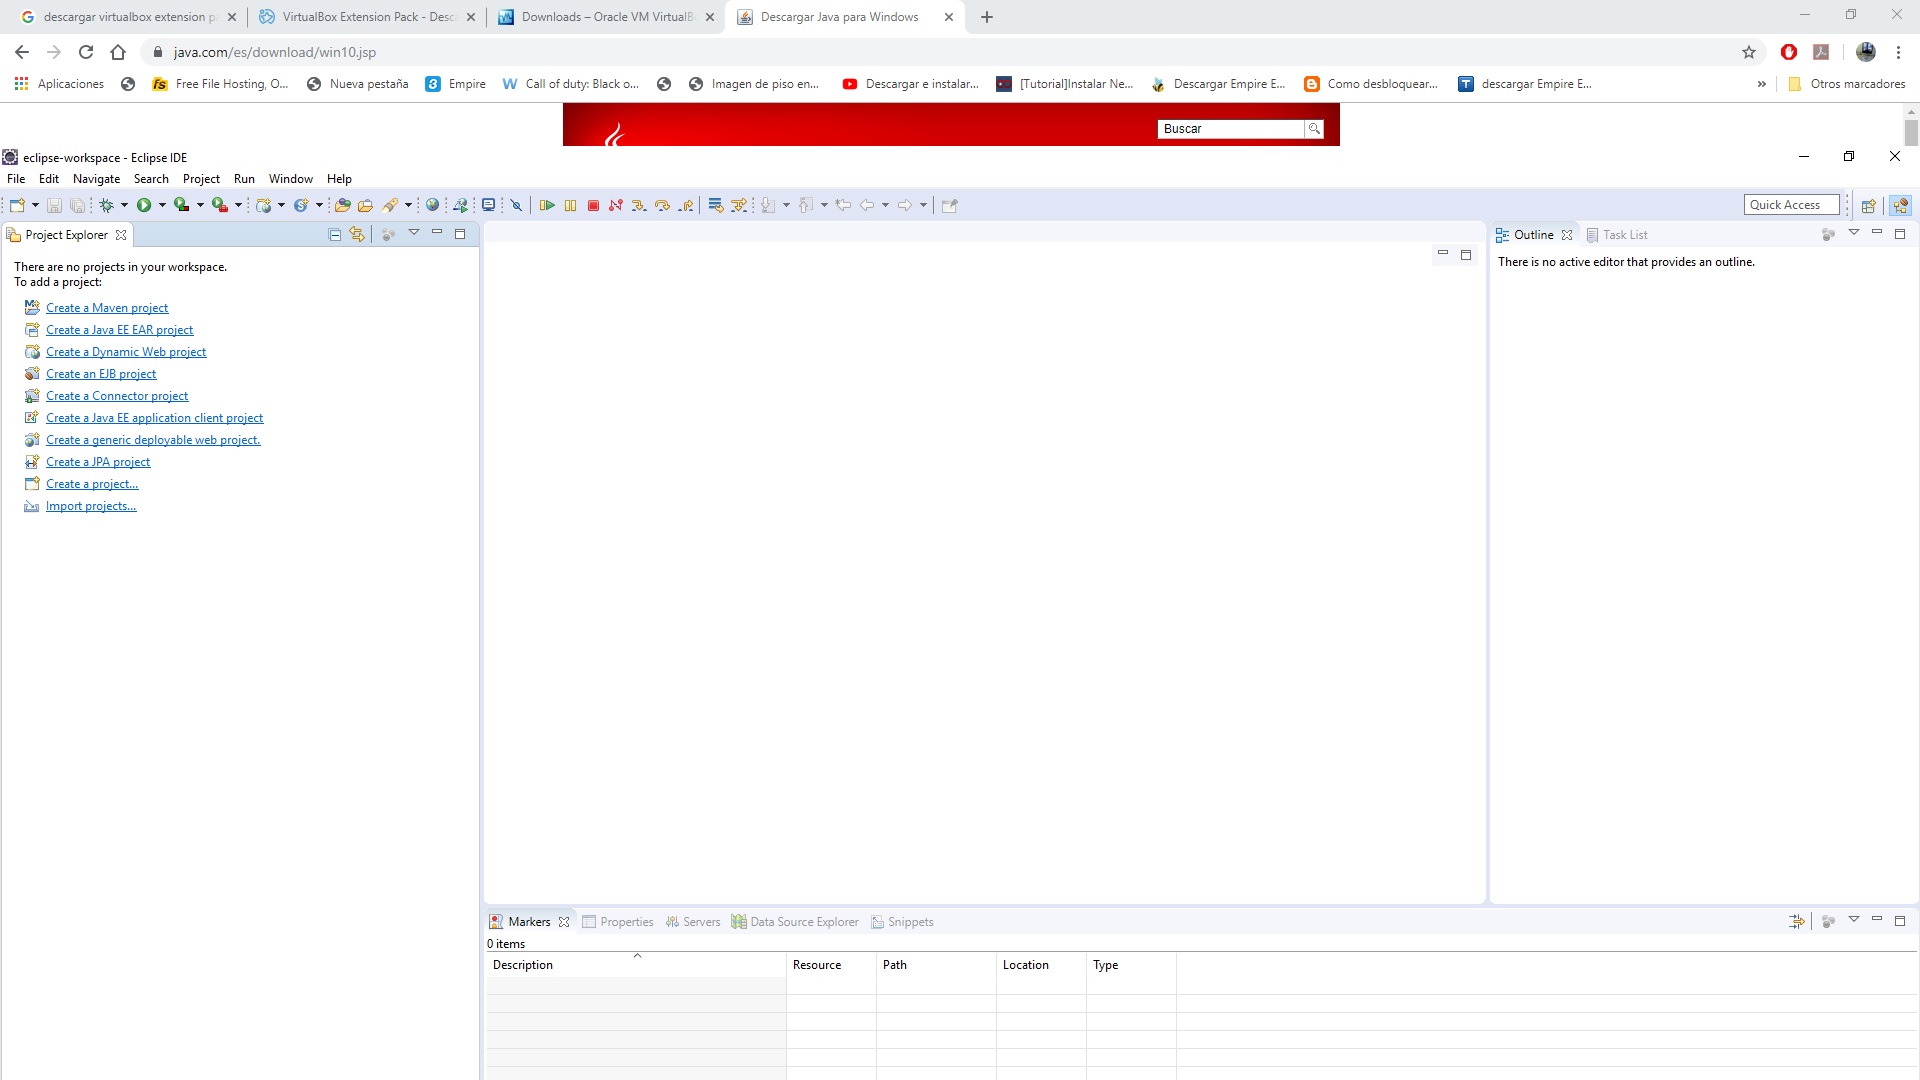 descargar virtualbox extension pa
VirtualBox Extension Pack - Desca
Downloads – Oracle VM VirtualB
Descargar Java para Windows
java.com/es/download/win10.jsp
Aplicaciones
Free File Hosting, O...
Nueva pestaña
Empire
Call of duty: Black o...
Imagen de piso en...
Descargar e instalar...
[Tutorial]Instalar Ne...
Descargar Empire E...
Como desbloquear...
descargar Empire E...
»
Otros marcadores
Buscar
eclipse-workspace - Eclipse IDE
File Edit Navigate Search Project Run Window Help
Quick Access
Project Explorer
There are no projects in your workspace.
To add a project:
Create a Maven project
Create a Java EE EAR project
Create a Dynamic Web project
Create an EJB project
Create a Connector project
Create a Java EE application client project
Create a generic deployable web project.
Create a JPA project
Create a project...
Import projects...
Outline
Task List
There is no active editor that provides an outline.
Markers
Properties
Servers
Data Source Explorer
Snippets
0 items
Description Resource Path Location Type